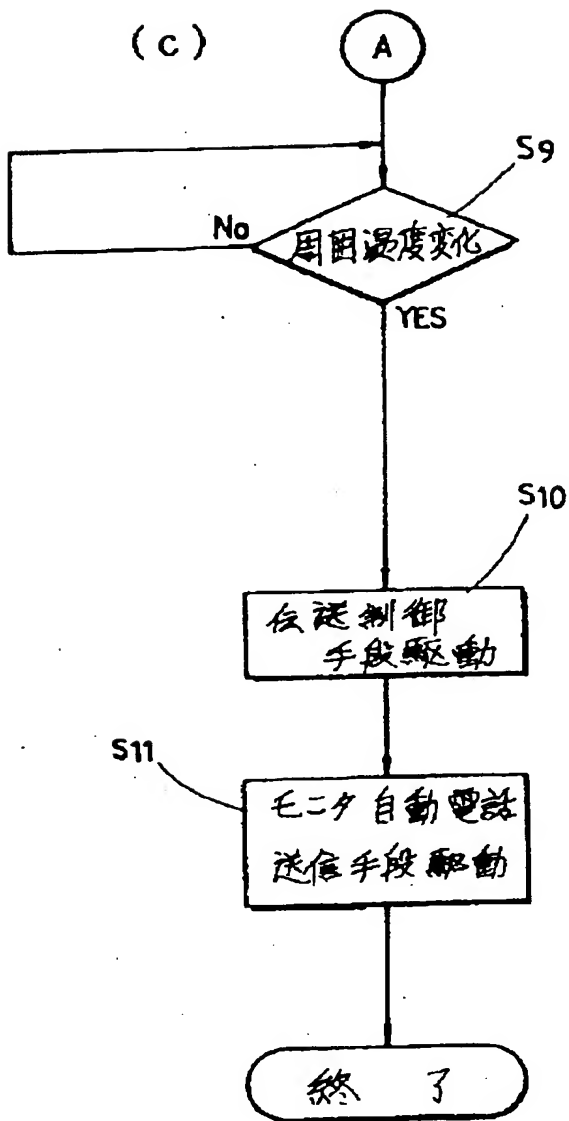 (C)
A
S9
No
周囲温度変化
YES
S10
伝送制御
手段駆動
S11
モニタ自動電話
送信手段駆動
終 了